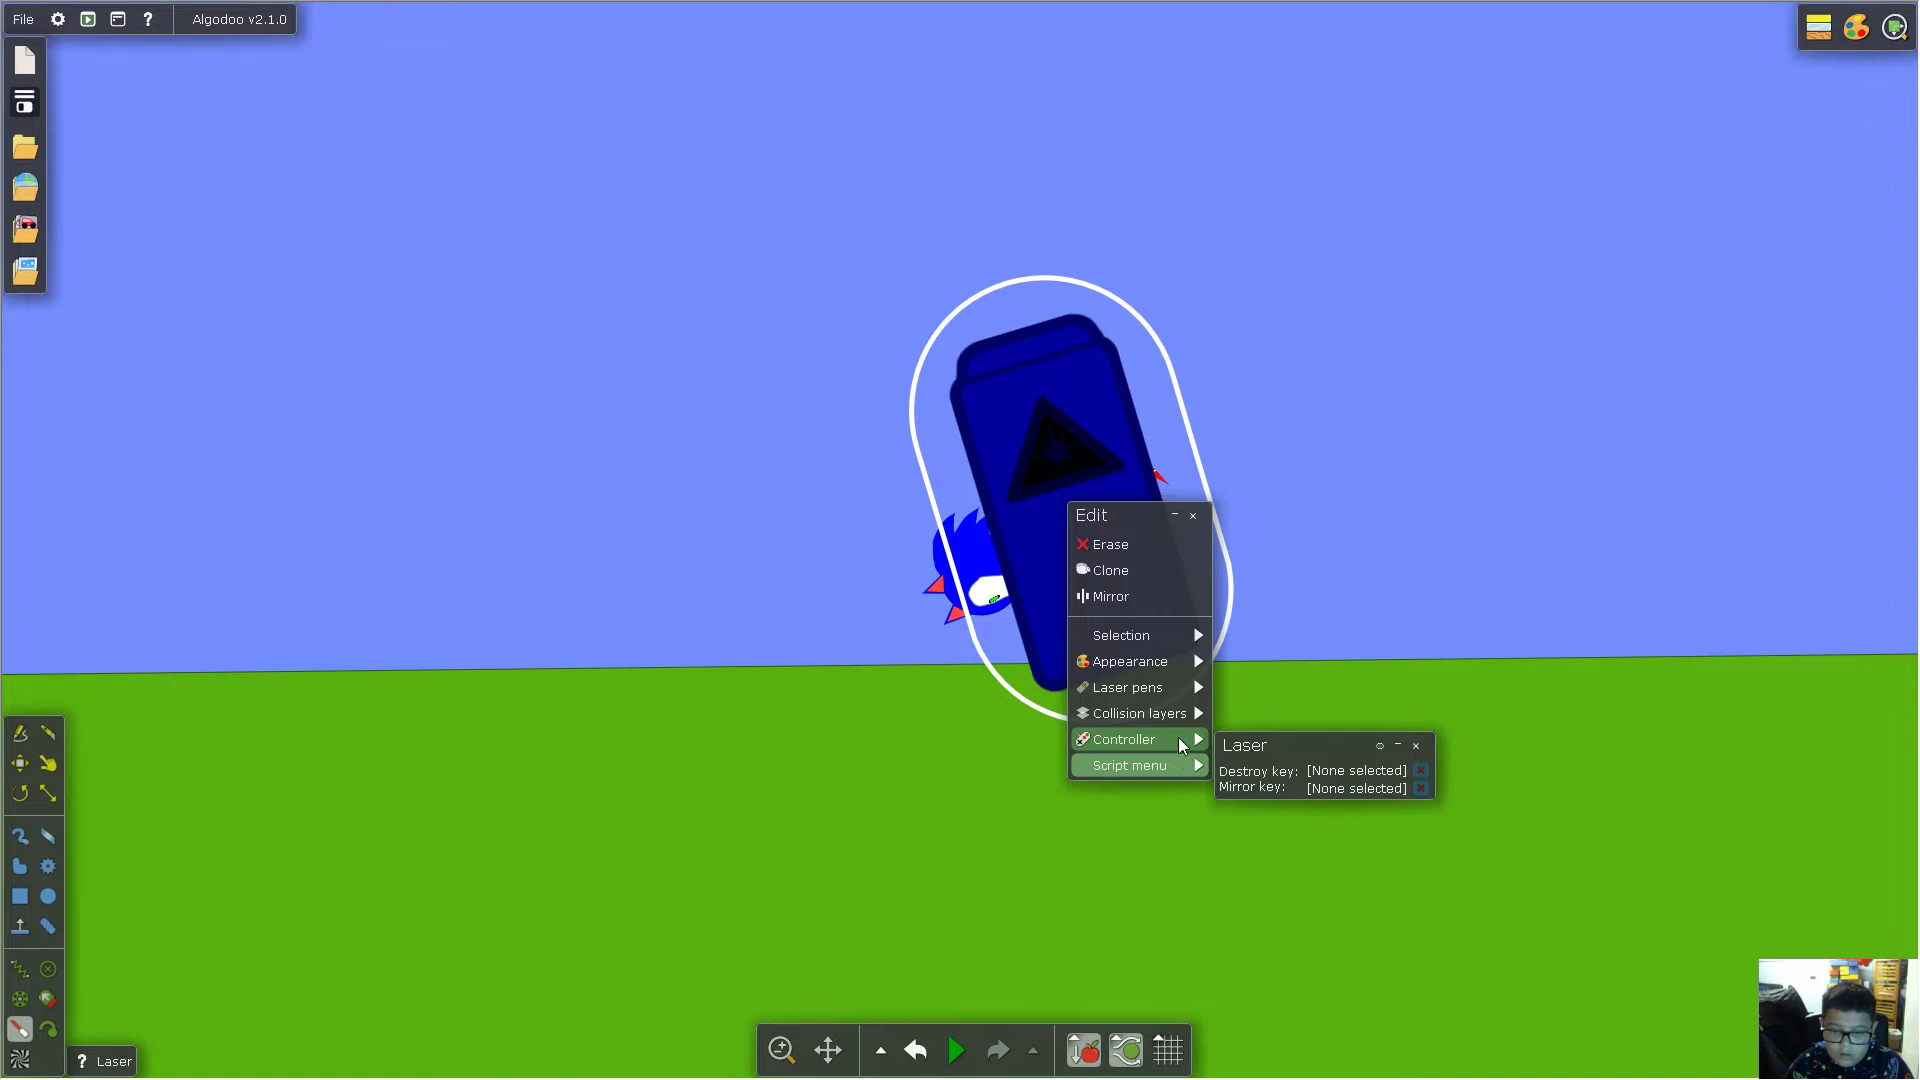 File ? Algodoo v2.1.0
Edit
Erase
Clone
Mirror
Selection
Appearance
Laser pens
Collision layers
Controller
Script menu
Laser
Destroy key: [None selected]
Mirror key: [None selected]
? Laser